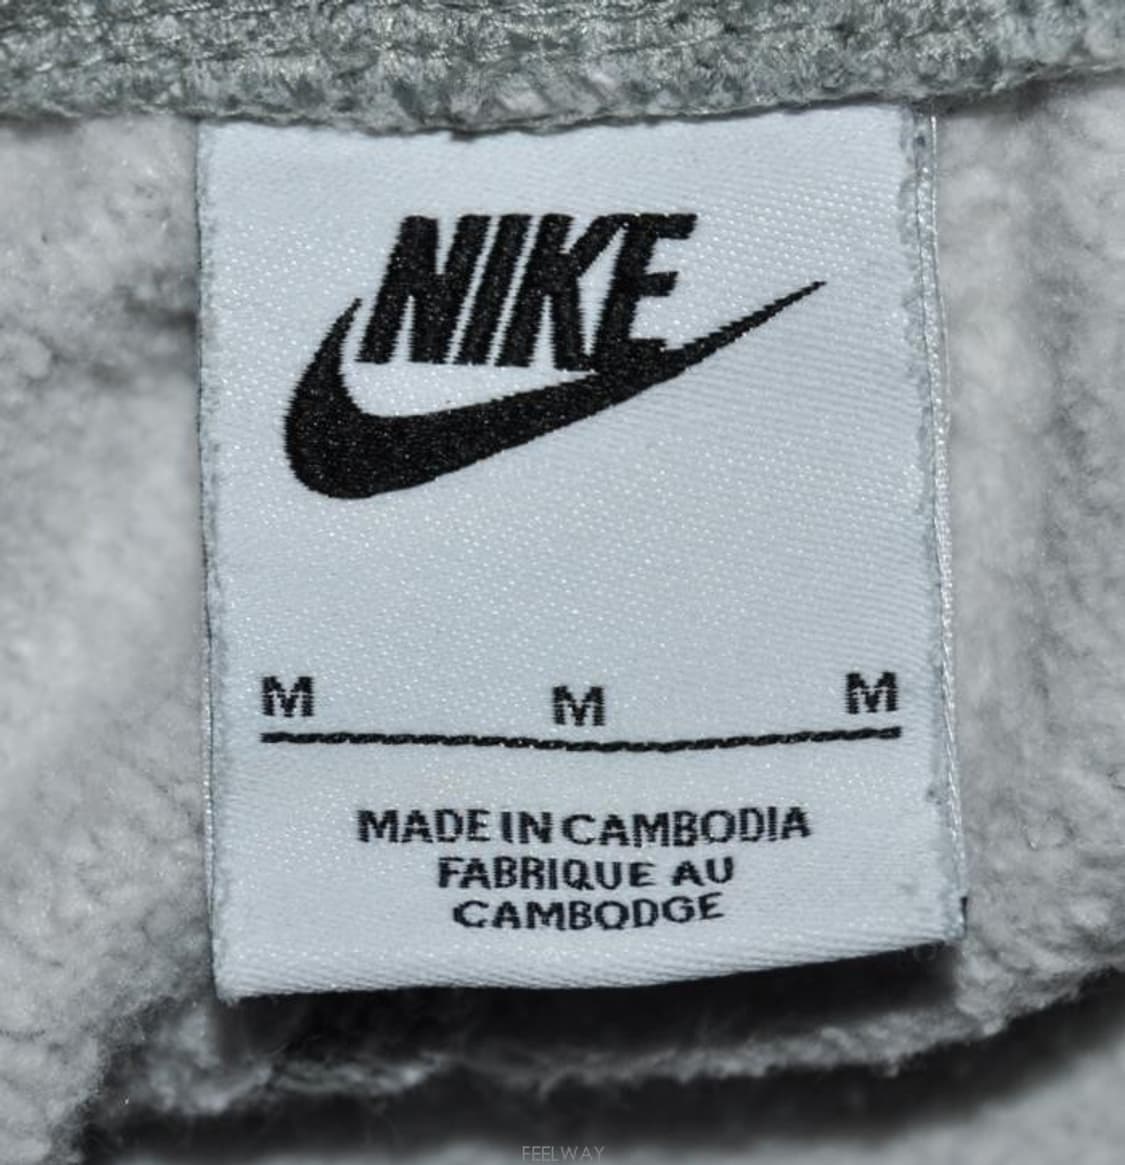 NIKE
M M M
MADE IN CAMBODIA
FABRIQUE AU
CAMBODGE
FEELWAY